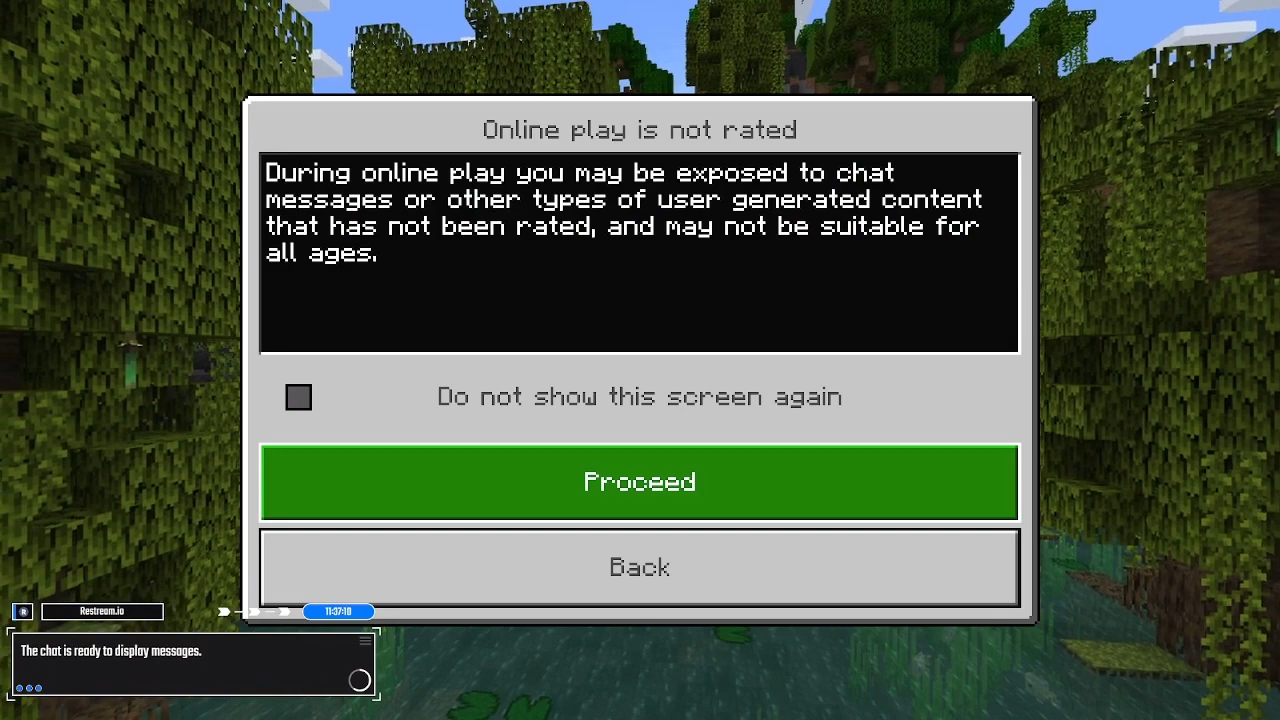 Online play is not rated
During online play you may be exposed to chat
messages or other types of user generated content
that has not been rated, and may not be suitable for
all ages.
Do not show this screen again
Proceed
Back
R Restream.io 11:37:10
The chat is ready to display messages.